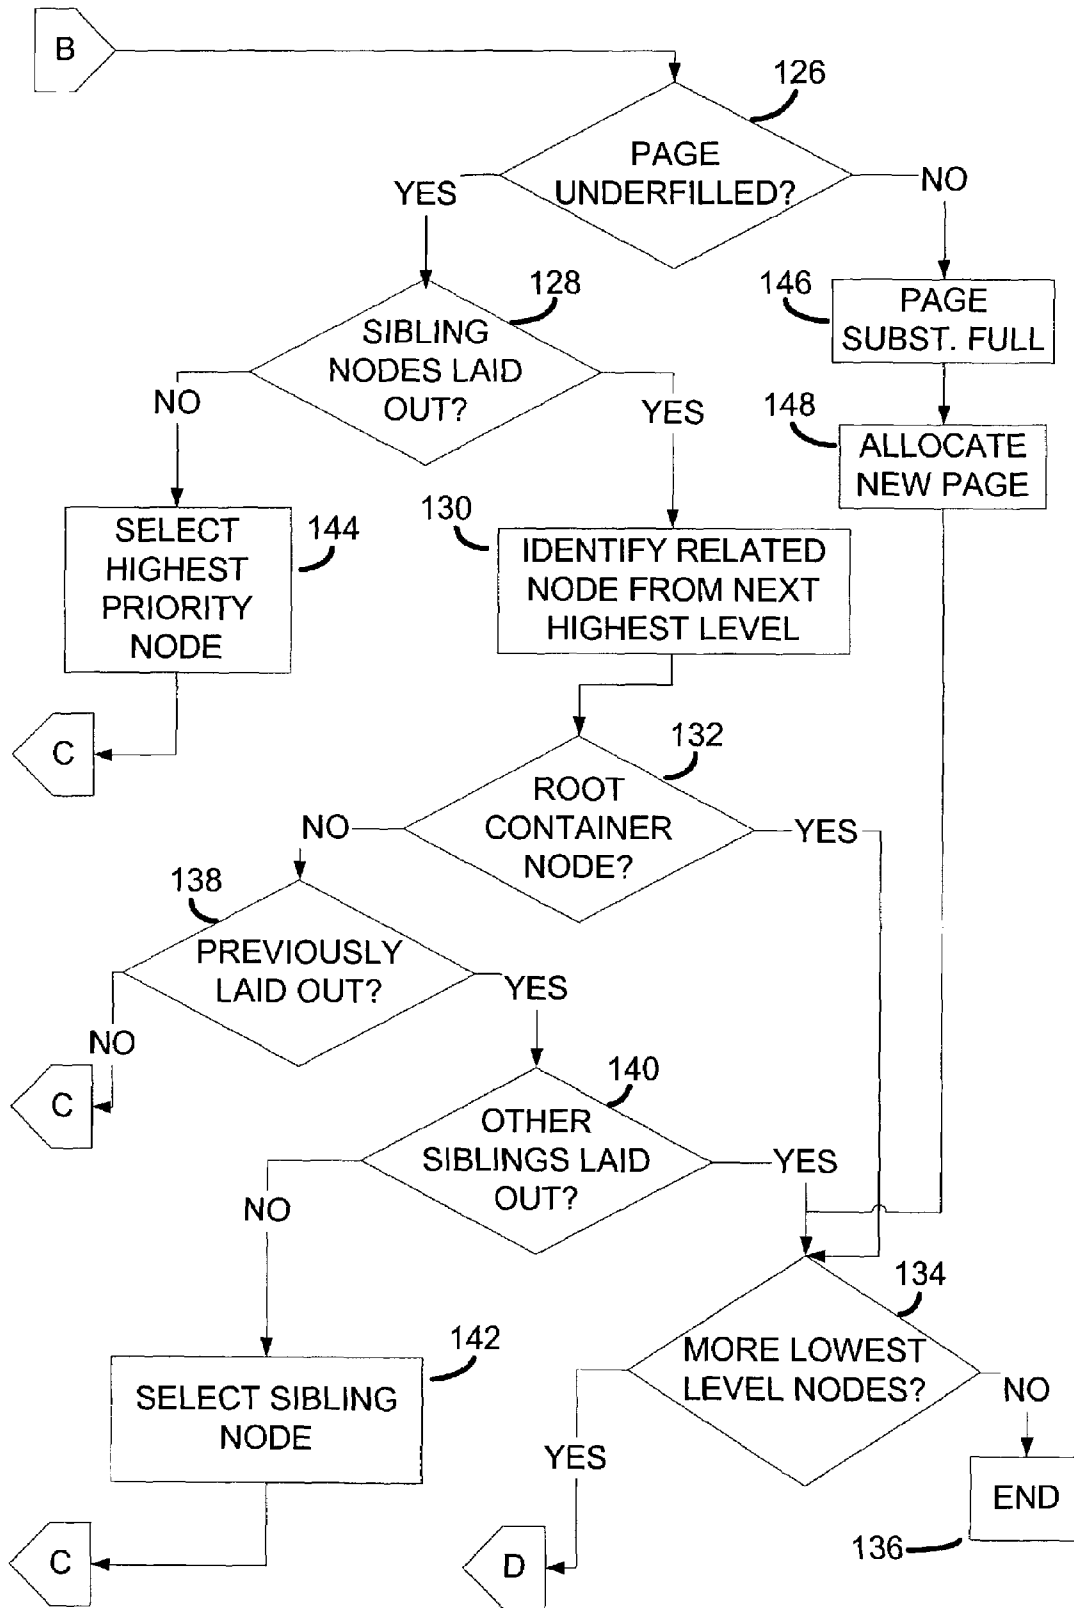 B
126
PAGE
UNDERFILLED?
YES
NO
128
SIBLING
NODES LAID
OUT?
146
PAGE
SUBST. FULL
NO
YES
148
ALLOCATE
NEW PAGE
SELECT
HIGHEST
PRIORITY
NODE
144
130
IDENTIFY RELATED
NODE FROM NEXT
HIGHEST LEVEL
C
132
ROOT
CONTAINER
NODE?
NO
YES
138
PREVIOUSLY
LAID OUT?
YES
NO
C
140
OTHER
SIBLINGS LAID
OUT?
YES
NO
134
MORE LOWEST
LEVEL NODES?
142
SELECT SIBLING
NODE
NO
YES
END
136
C
D